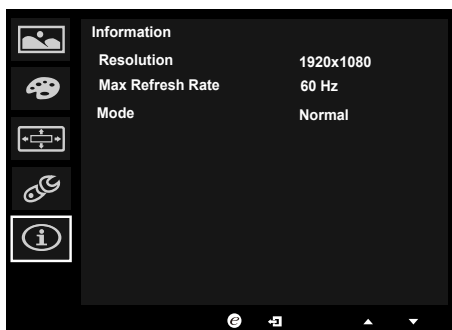 Information
Resolution 1920x1080
Max Refresh Rate 60 Hz
Mode Normal